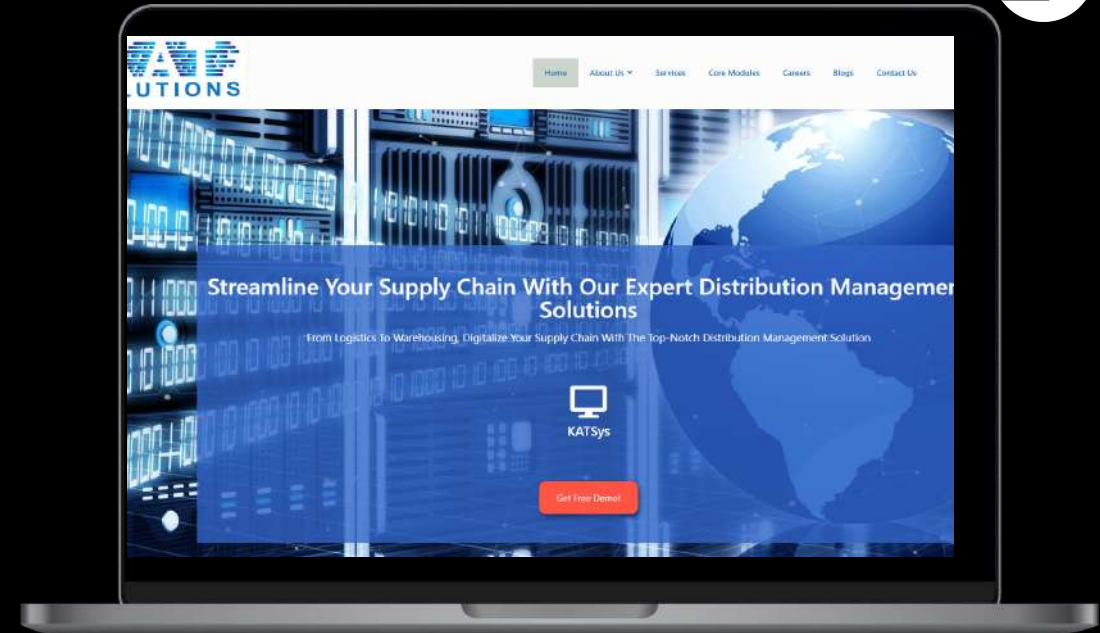 UTIONS
Home About Us Services Core Modules Careers Blogs Contact Us
Streamline Your Supply Chain With Our Expert Distribution Managemen
Solutions
From Logistics To Warehousing, Digitalize Your Supply Chain With The Top-Notch Distribution Management Solution
KATSys
Get Free Demo!